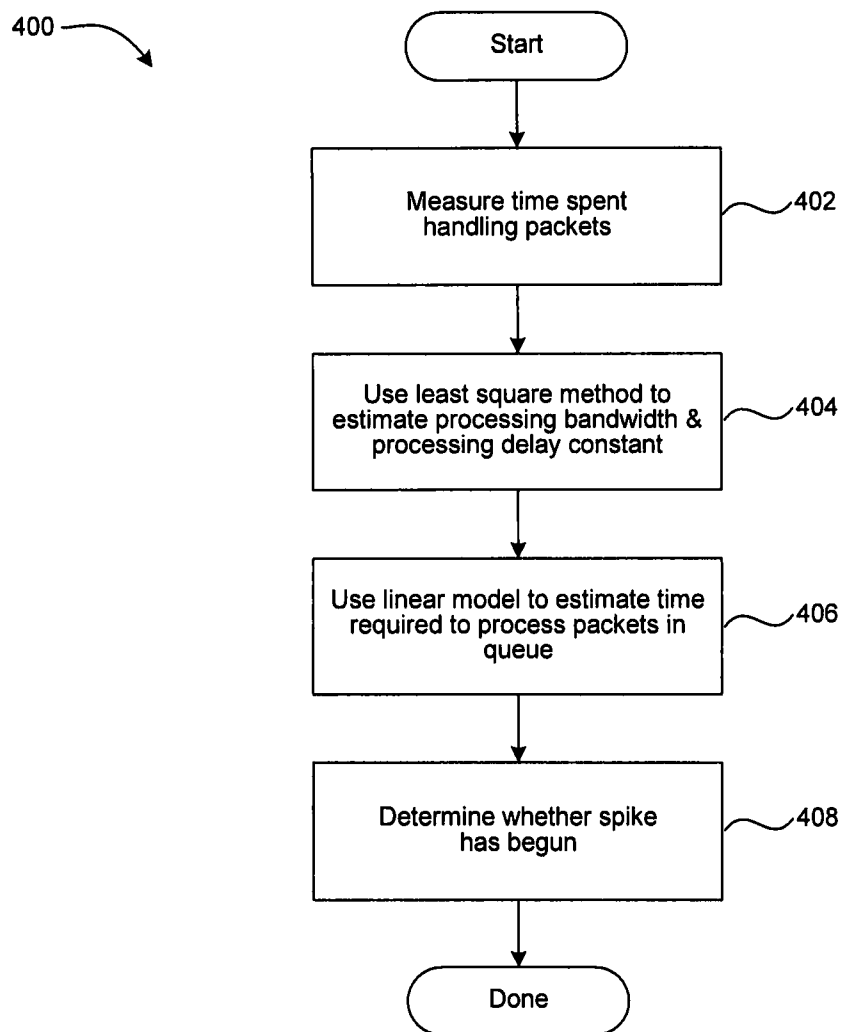 400
Start
Measure time spent
handling packets
402
Use least square method to
estimate processing bandwidth &
processing delay constant
404
Use linear model to estimate time
required to process packets in
queue
406
Determine whether spike
has begun
408
Done